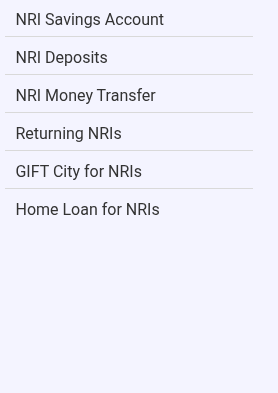 NRI Savings Account
NRI Deposits
NRI Money Transfer
Returning NRIs
GIFT City for NRIs
Home Loan for NRIs